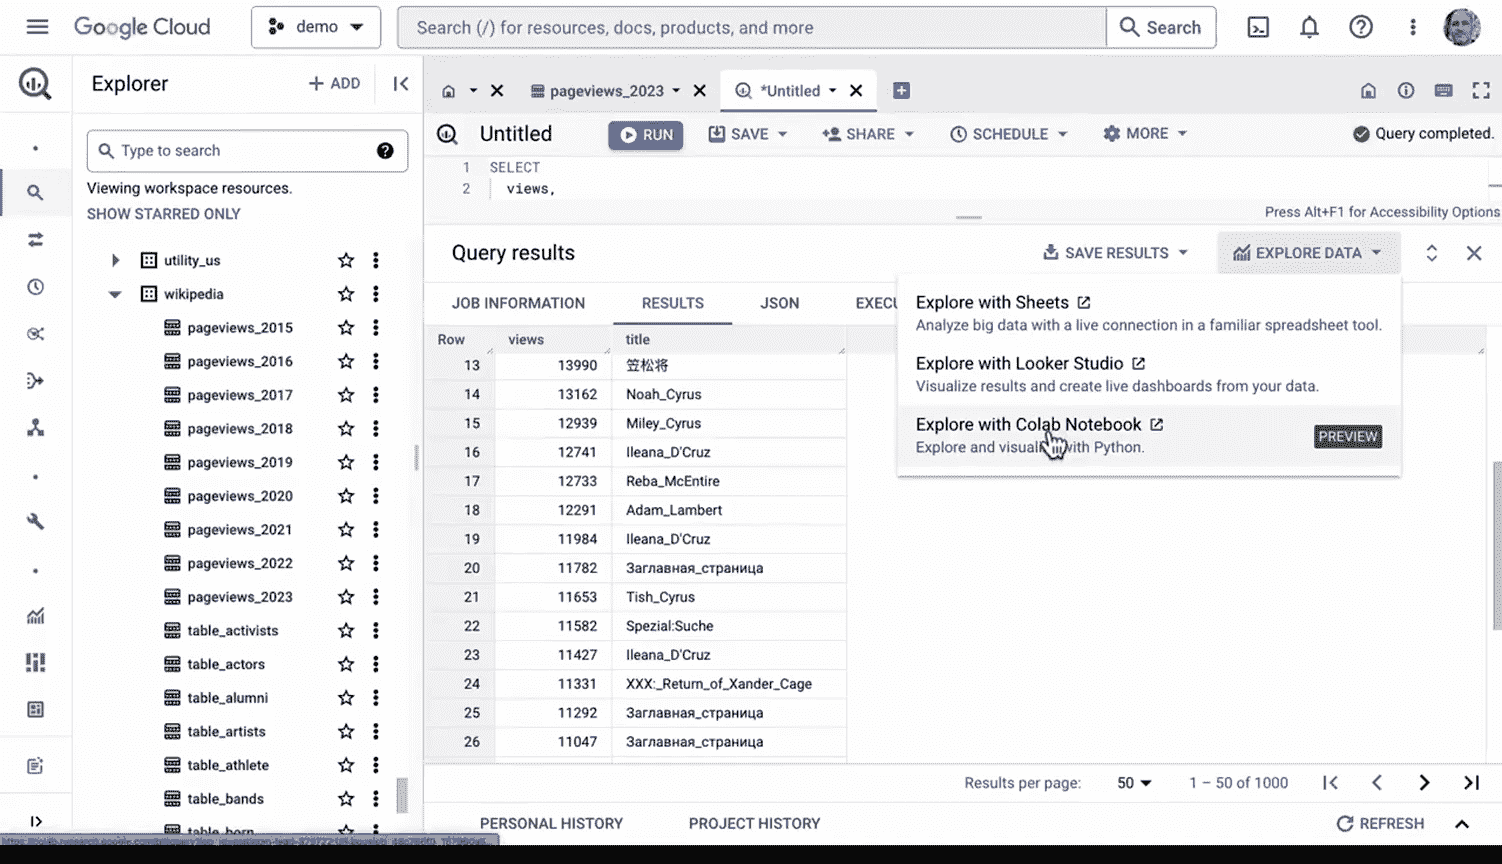 Google Cloud
demo
Search (/) for resources, docs, products, and more
Search
Explorer
+ ADD
pageviews_2023
*Untitled
Untitled
RUN
SAVE
SHARE
SCHEDULE
MORE
Query completed.
Type to search
Viewing workspace resources.
SHOW STARRED ONLY
utility_us
wikipedia
pageviews_2015
pageviews_2016
pageviews_2017
pageviews_2018
pageviews_2019
pageviews_2020
pageviews_2021
pageviews_2022
pageviews_2023
table_activists
table_actors
table_alumni
table_artists
table_athlete
table_bands
table_born
1 SELECT
2 views,
Press Alt+F1 for Accessibility Options
Query results
SAVE RESULTS
EXPLORE DATA
JOB INFORMATION
RESULTS
JSON
EXECU
Explore with Sheets
Analyze big data with a live connection in a familiar spreadsheet tool.
Explore with Looker Studio
Visualize results and create live dashboards from your data.
Explore with Colab Notebook
Explore and visuali with Python.
PREVIEW
Row views title
13 13990 笠松将
14 13162 Noah_Cyrus
15 12939 Miley_Cyrus
16 12741 Ileana_D'Cruz
17 12733 Reba_McEntire
18 12291 Adam_Lambert
19 11984 Ileana_D'Cruz
20 11782 Заглавная_страница
21 11653 Tish_Cyrus
22 11582 Spezial:Suche
23 11427 Ileana_D'Cruz
24 11331 XXX:_Return_of_Xander_Cage
25 11292 Заглавная_страница
26 11047 Заглавная_страница
Results per page: 50 1 – 50 of 1000
PERSONAL HISTORY
PROJECT HISTORY
REFRESH